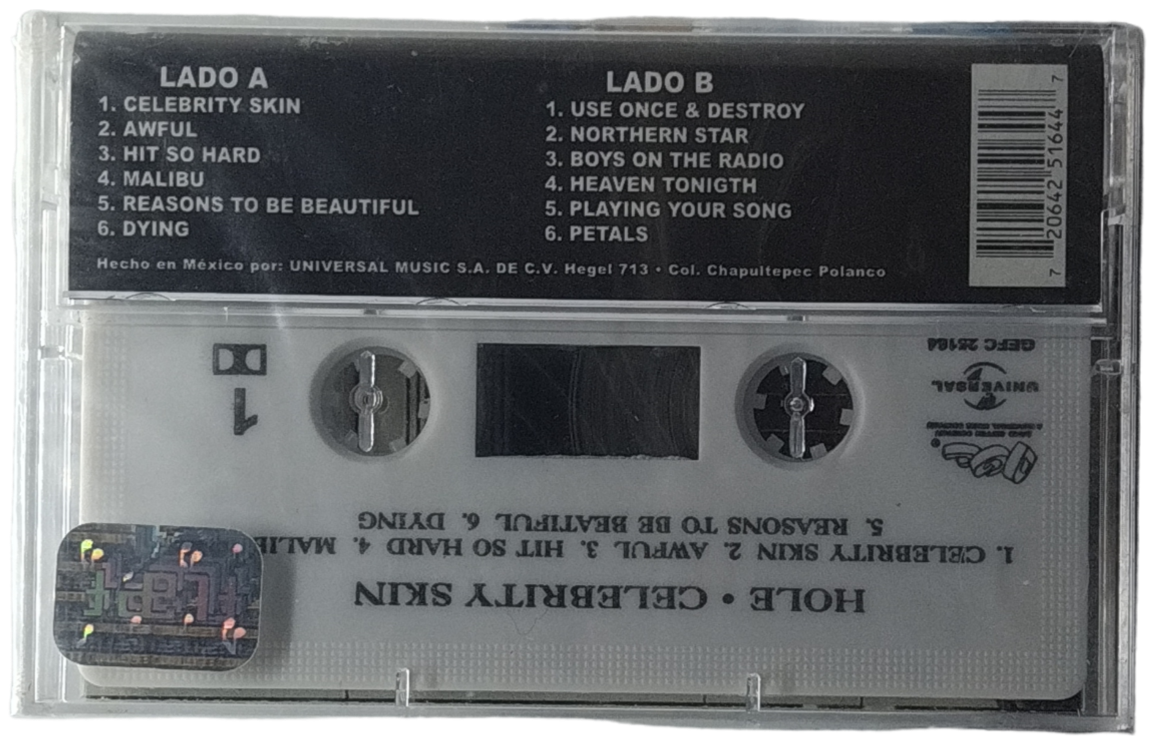 LADO A
1. CELEBRITY SKIN
2. AWFUL
3. HIT SO HARD
4. MALIBU
5. REASONS TO BE BEAUTIFUL
6. DYING
LADO B
1. USE ONCE & DESTROY
2. NORTHERN STAR
3. BOYS ON THE RADIO
4. HEAVEN TONIGTH
5. PLAYING YOUR SONG
6. PETALS
Hecho en México por: UNIVERSAL MUSIC S.A. DE C.V. Hegel 713 • Col. Chapultepec Polanco
7 20642 51644 7
HOLE • CELEBRITY SKIN
1. CELEBRITY SKIN 2. AWFUL 3. HIT SO HARD 4.
5. REASONS TO BE BEATIFUL 6. DYING
1
UNIVERSAL
GEFC 25164